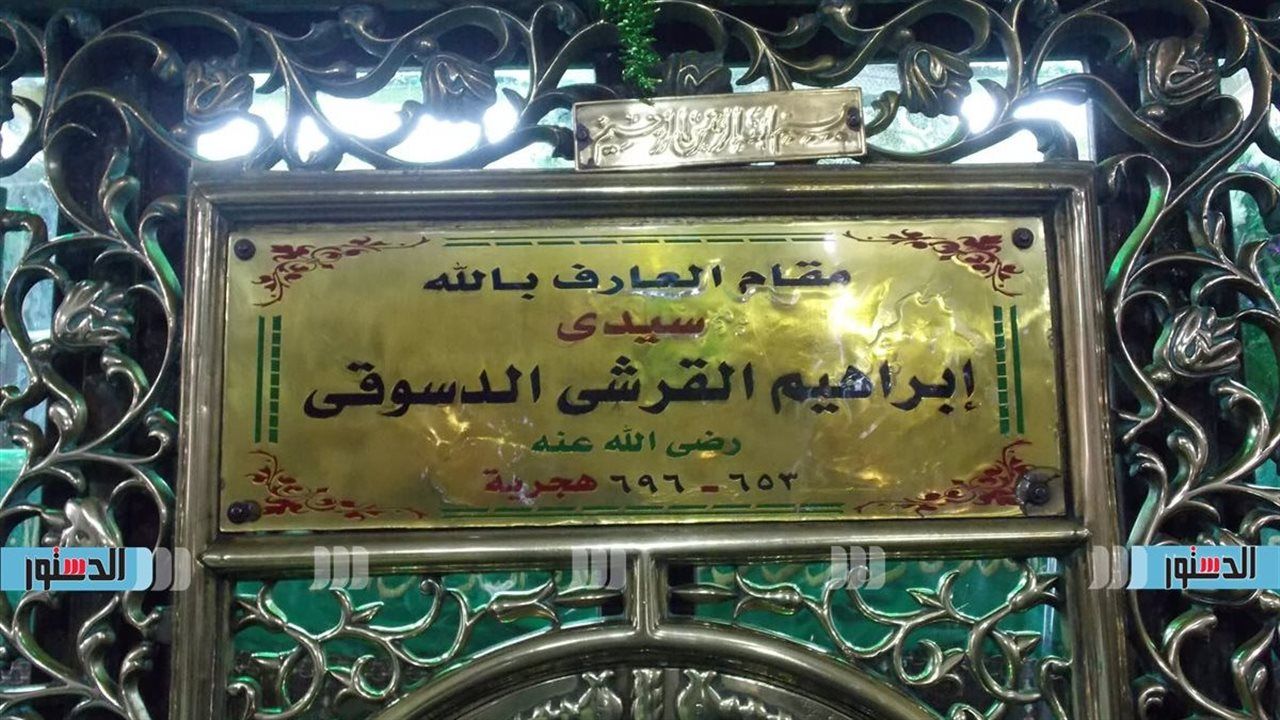 بسم الله الرحمن الرحيم
مقام العارف بالله
سيدى
إبراهيم القرشى الدسوقى
رضى الله عنه
٦٥٣ - ٦٩٦ هجرية
الدستور
الدستور